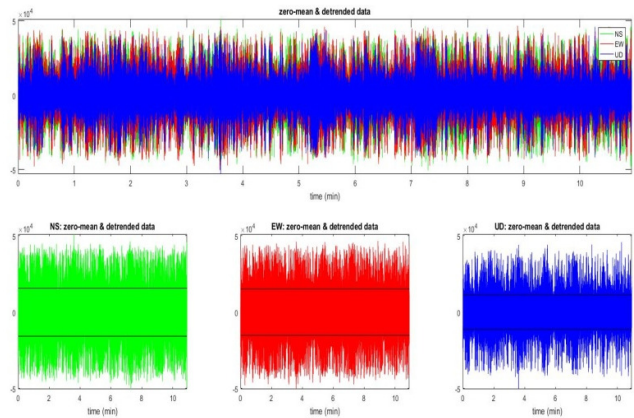 zero-mean & detrended data
×10⁴
5
0
-5
NS
EW
UD
0 1 2 3 4 5 6 7 8 9 10
time (min)
NS: zero-mean & detrended data
×10⁴
5
0
-5
0 2 4 6 8 10
time (min)
EW: zero-mean & detrended data
×10⁴
5
0
-5
0 2 4 6 8 10
time (min)
UD: zero-mean & detrended data
×10⁴
5
0
-5
0 2 4 6 8 10
time (min)